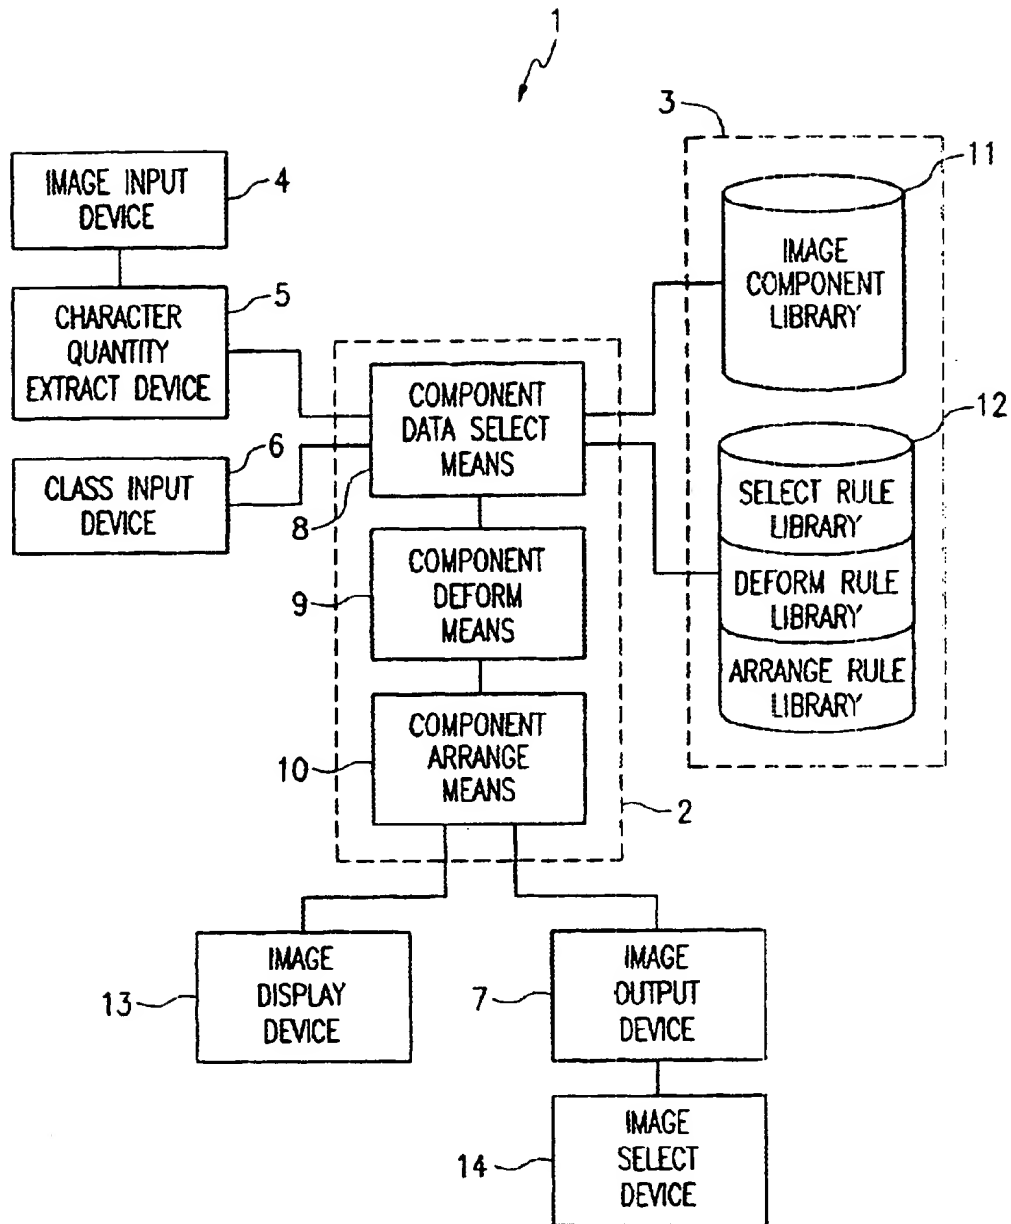 1
3
IMAGE INPUT
DEVICE
4
11
IMAGE
COMPONENT
LIBRARY
5
CHARACTER
QUANTITY
EXTRACT DEVICE
COMPONENT
DATA SELECT
MEANS
8
12
6
CLASS INPUT
DEVICE
SELECT RULE
LIBRARY
DEFORM RULE
LIBRARY
ARRANGE RULE
LIBRARY
9
COMPONENT
DEFORM
MEANS
10
COMPONENT
ARRANGE
MEANS
2
13
IMAGE
DISPLAY
DEVICE
7
IMAGE
OUTPUT
DEVICE
14
IMAGE
SELECT
DEVICE